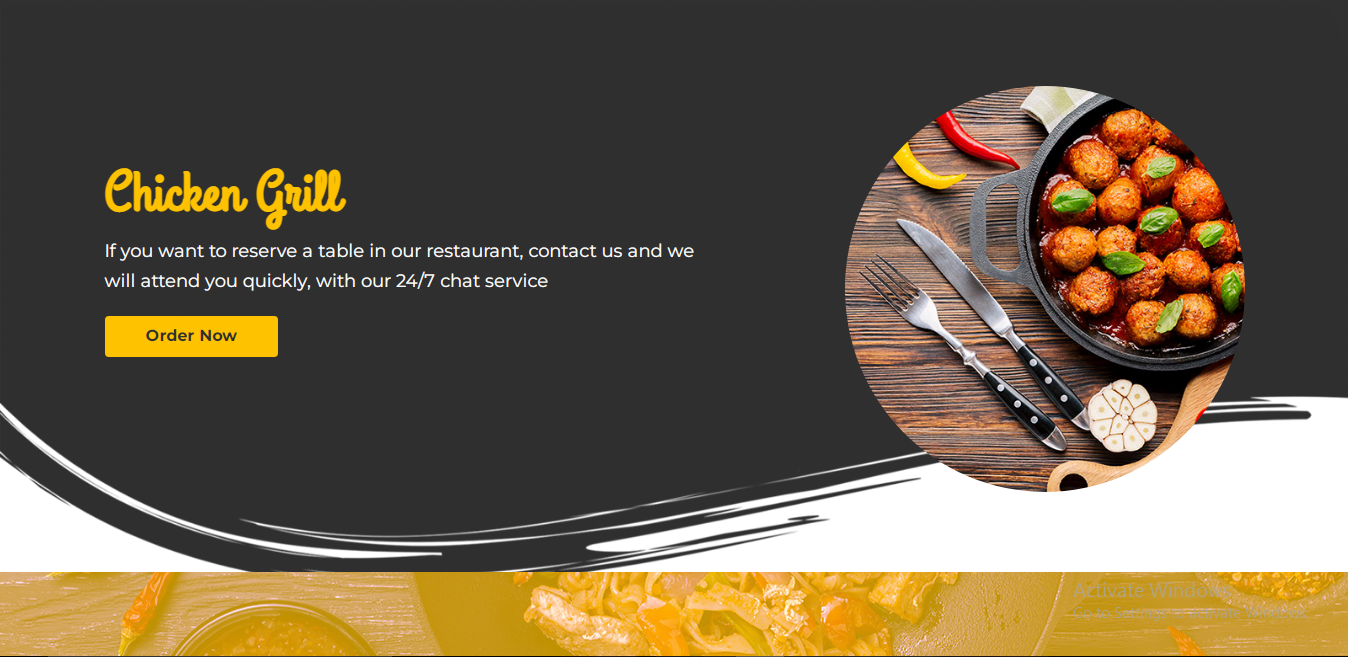 Chicken Grill
If you want to reserve a table in our restaurant, contact us and we
will attend you quickly, with our 24/7 chat service
Order Now
Activate Windows
Go to Settings to activate Windows.